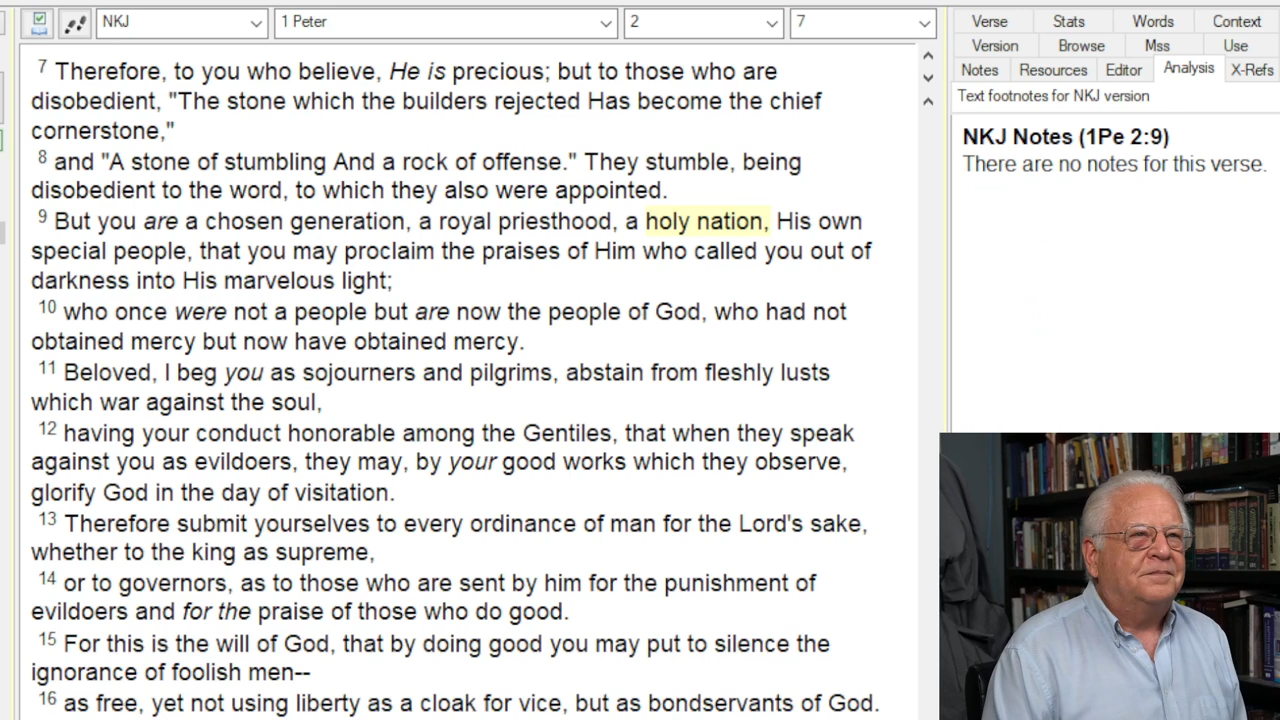 NKJ 1 Peter 2 7
7 Therefore, to you who believe, He is precious; but to those who are
disobedient, "The stone which the builders rejected Has become the chief
cornerstone,"
8 and "A stone of stumbling And a rock of offense." They stumble, being
disobedient to the word, to which they also were appointed.
9 But you are a chosen generation, a royal priesthood, a holy nation, His own
special people, that you may proclaim the praises of Him who called you out of
darkness into His marvelous light;
10 who once were not a people but are now the people of God, who had not
obtained mercy but now have obtained mercy.
11 Beloved, I beg you as sojourners and pilgrims, abstain from fleshly lusts
which war against the soul,
12 having your conduct honorable among the Gentiles, that when they speak
against you as evildoers, they may, by your good works which they observe,
glorify God in the day of visitation.
13 Therefore submit yourselves to every ordinance of man for the Lord's sake,
whether to the king as supreme,
14 or to governors, as to those who are sent by him for the punishment of
evildoers and for the praise of those who do good.
15 For this is the will of God, that by doing good you may put to silence the
ignorance of foolish men--
16 as free, yet not using liberty as a cloak for vice, but as bondservants of God.
Verse Stats Words Context
Version Browse Mss Use
Notes Resources Editor Analysis X-Refs
Text footnotes for NKJ version
NKJ Notes (1Pe 2:9)
There are no notes for this verse.